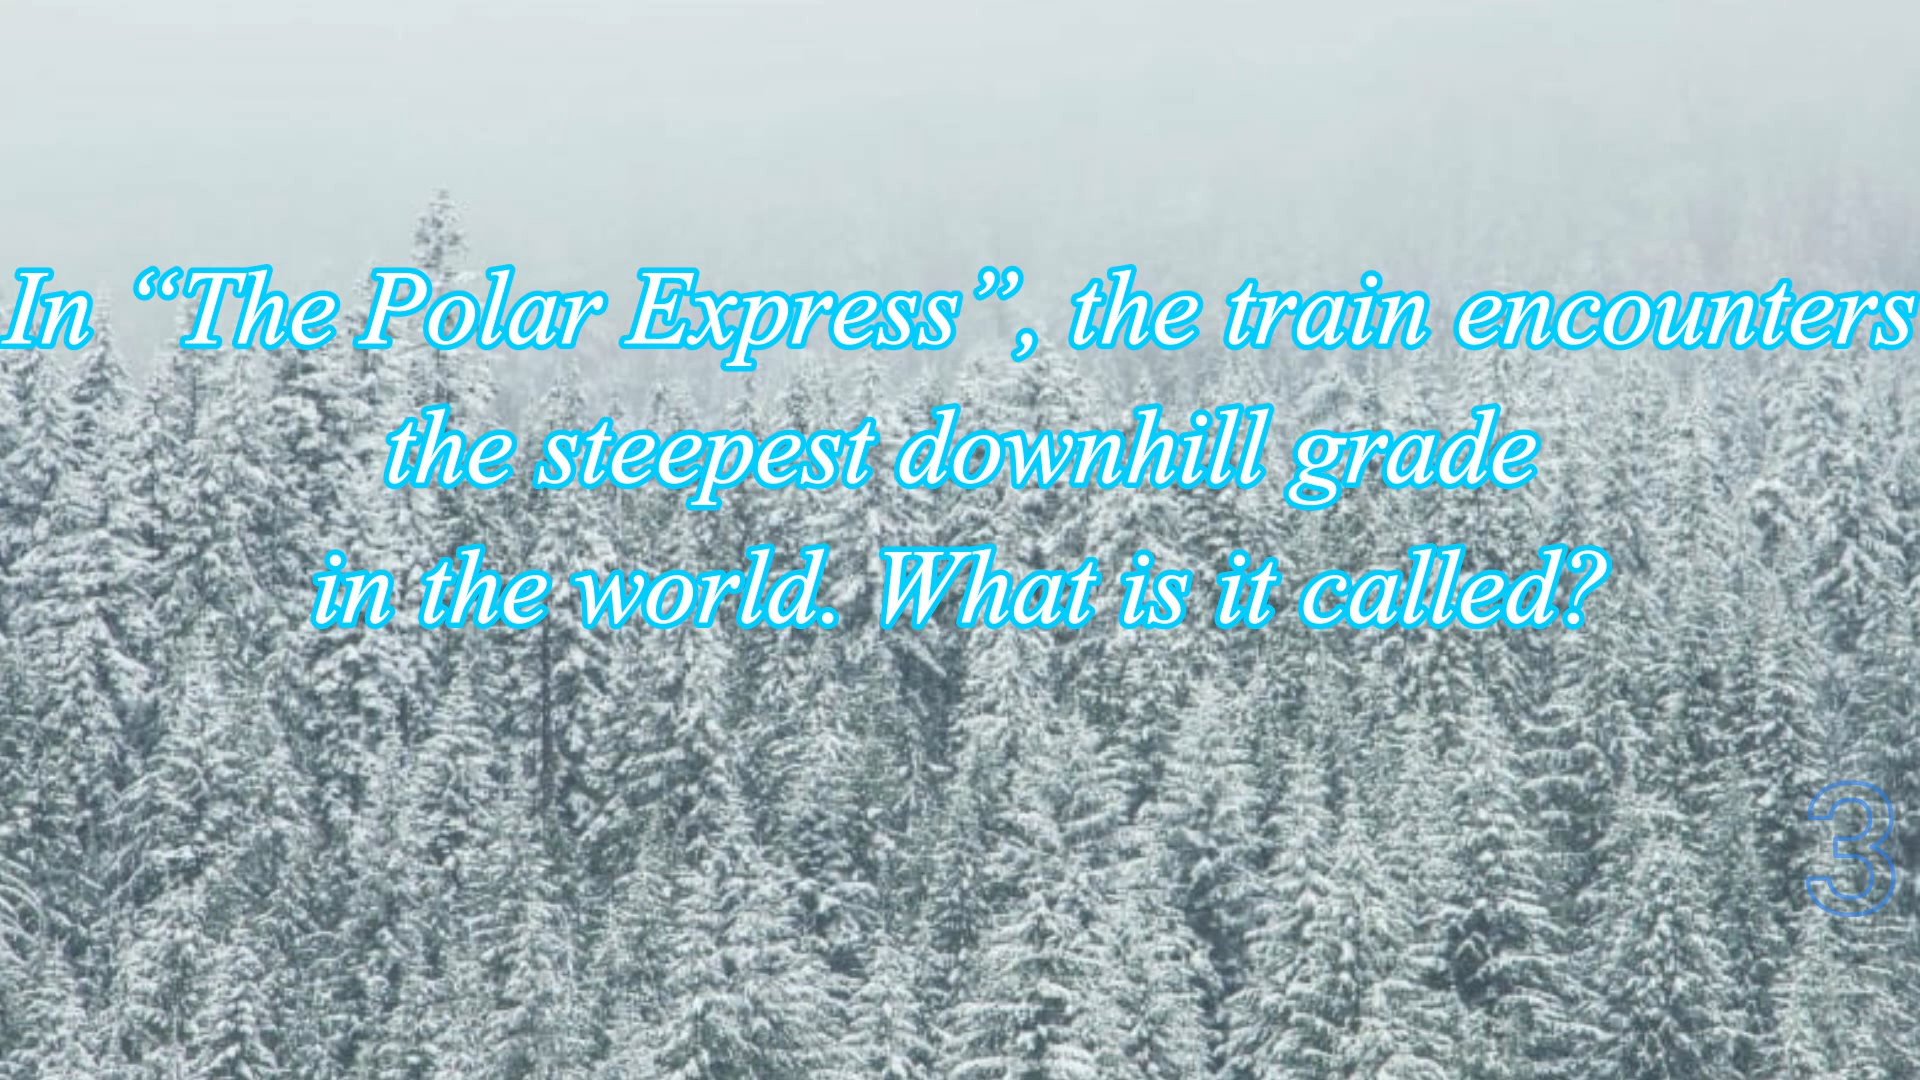 In “The Polar Express”, the train encounters
the steepest downhill grade
in the world. What is it called?
3